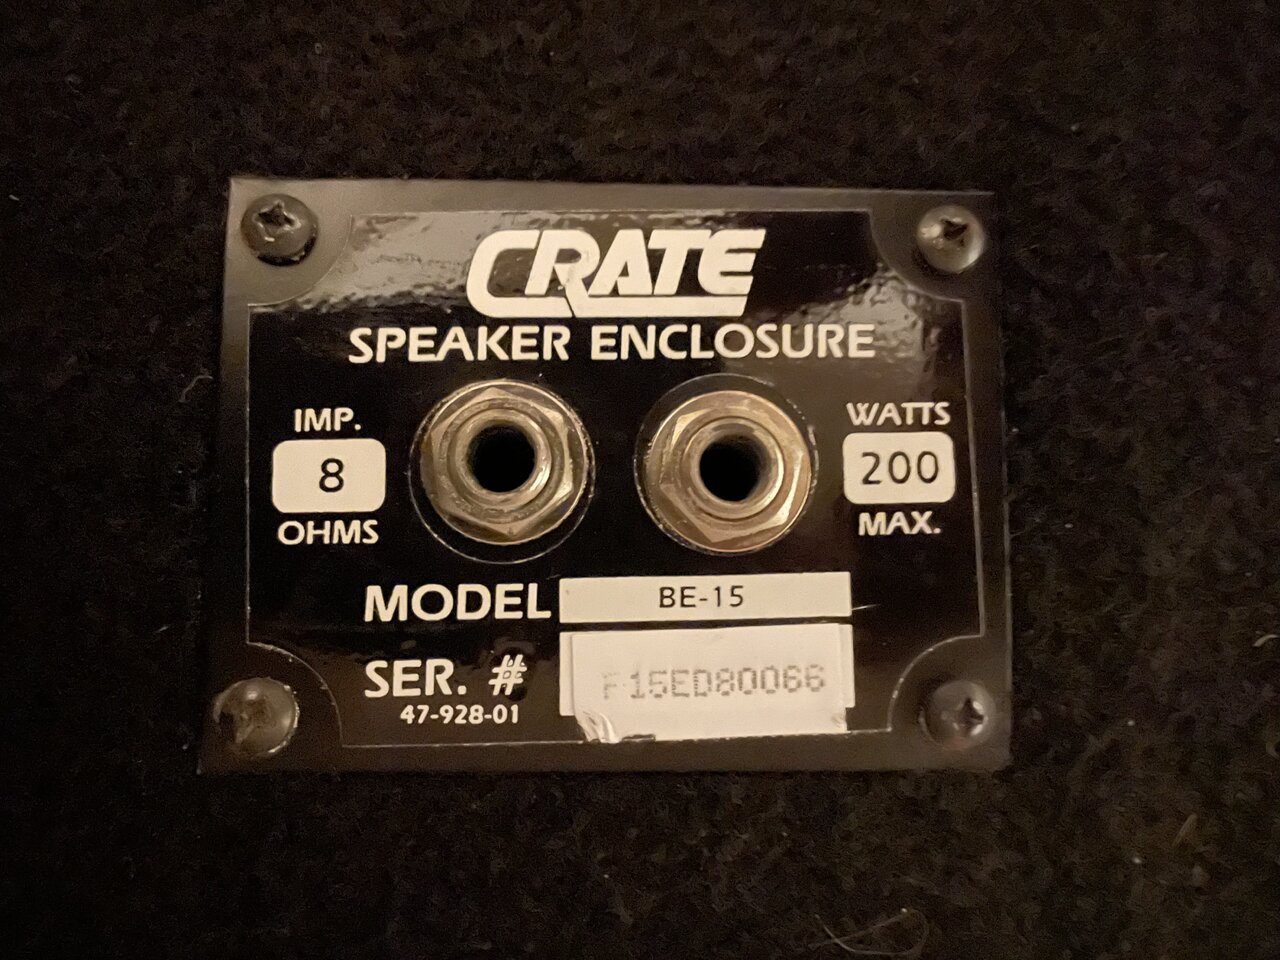 CRATE
SPEAKER ENCLOSURE
IMP.
8
OHMS
WATTS
200
MAX.
MODEL BE-15
SER. # F15ED80066
47-928-01